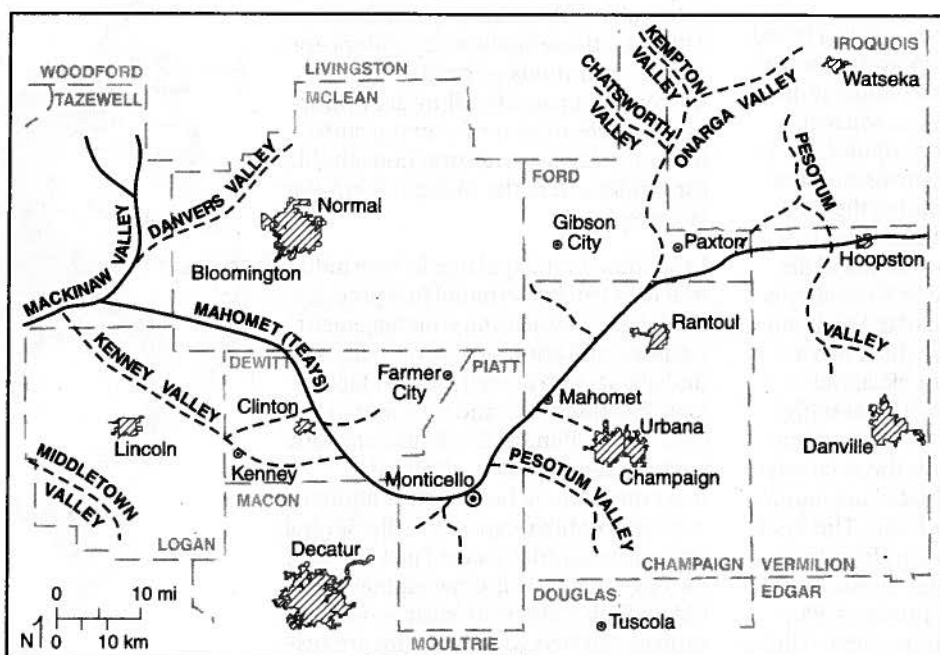 WOODFORD
TAZEWELL
LIVINGSTON
MCLEAN
KEMPTON
VALLEY
CHATSWORTH
VALLEY
ONARGA VALLEY
IROQUOIS
Watseka
PESOTUM
VALLEY
MACKINAW VALLEY
DANVERS VALLEY
Normal
Bloomington
FORD
Gibson
City
Paxton
Hoopston
MAHOMET (TEAYS)
KENNEY VALLEY
DEWITT
Clinton
Farmer
City
PIATT
Rantoul
Mahomet
Urbana
Champaign
Danville
Lincoln
Kenney
MIDDLETOWN
VALLEY
MACON
Monticello
PESOTUM VALLEY
LOGAN
Decatur
CHAMPAIGN
VERMILION
DOUGLAS
EDGAR
Tuscola
MOULTRIE
0 10 mi
0 10 km
N